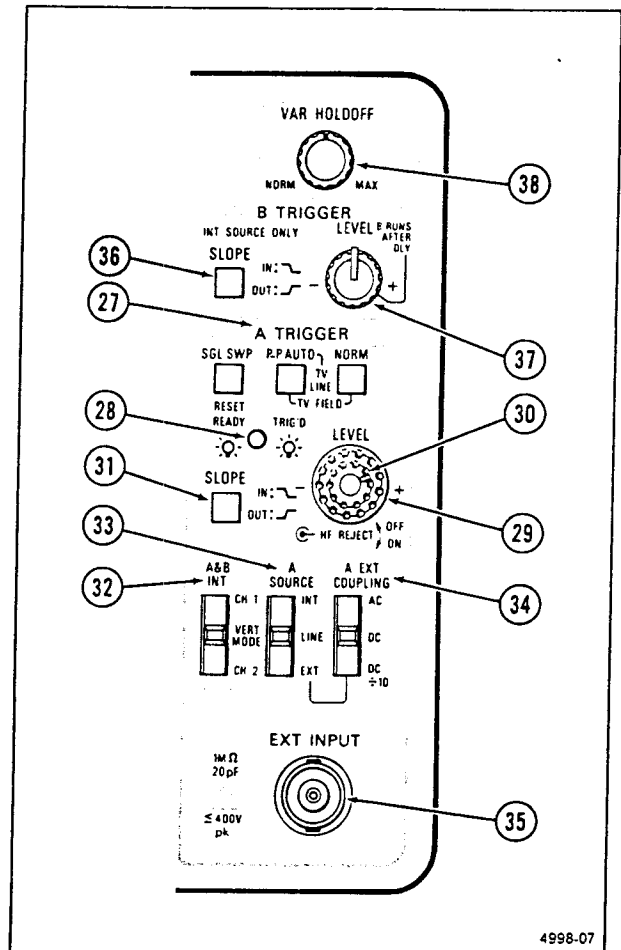 VAR HOLDOFF
NORM MAX
38
B TRIGGER
INT SOURCE ONLY
LEVEL
B RUNS
AFTER
DLY
36
SLOPE
IN:
OUT:
- +
37
27
A TRIGGER
SGL SWP
P-P AUTO
TV
LINE
NORM
TV FIELD
28
RESET
READY
TRIG'D
30
LEVEL
31
SLOPE
IN:
OUT:
- +
29
HF REJECT
OFF
ON
33
32
A&B
INT
A
SOURCE
A EXT
COUPLING
34
CH 1
VERT
MODE
CH 2
INT
LINE
EXT
AC
DC
DC
÷10
EXT INPUT
1MΩ
20pF
≤400V
pk
35
4998-07